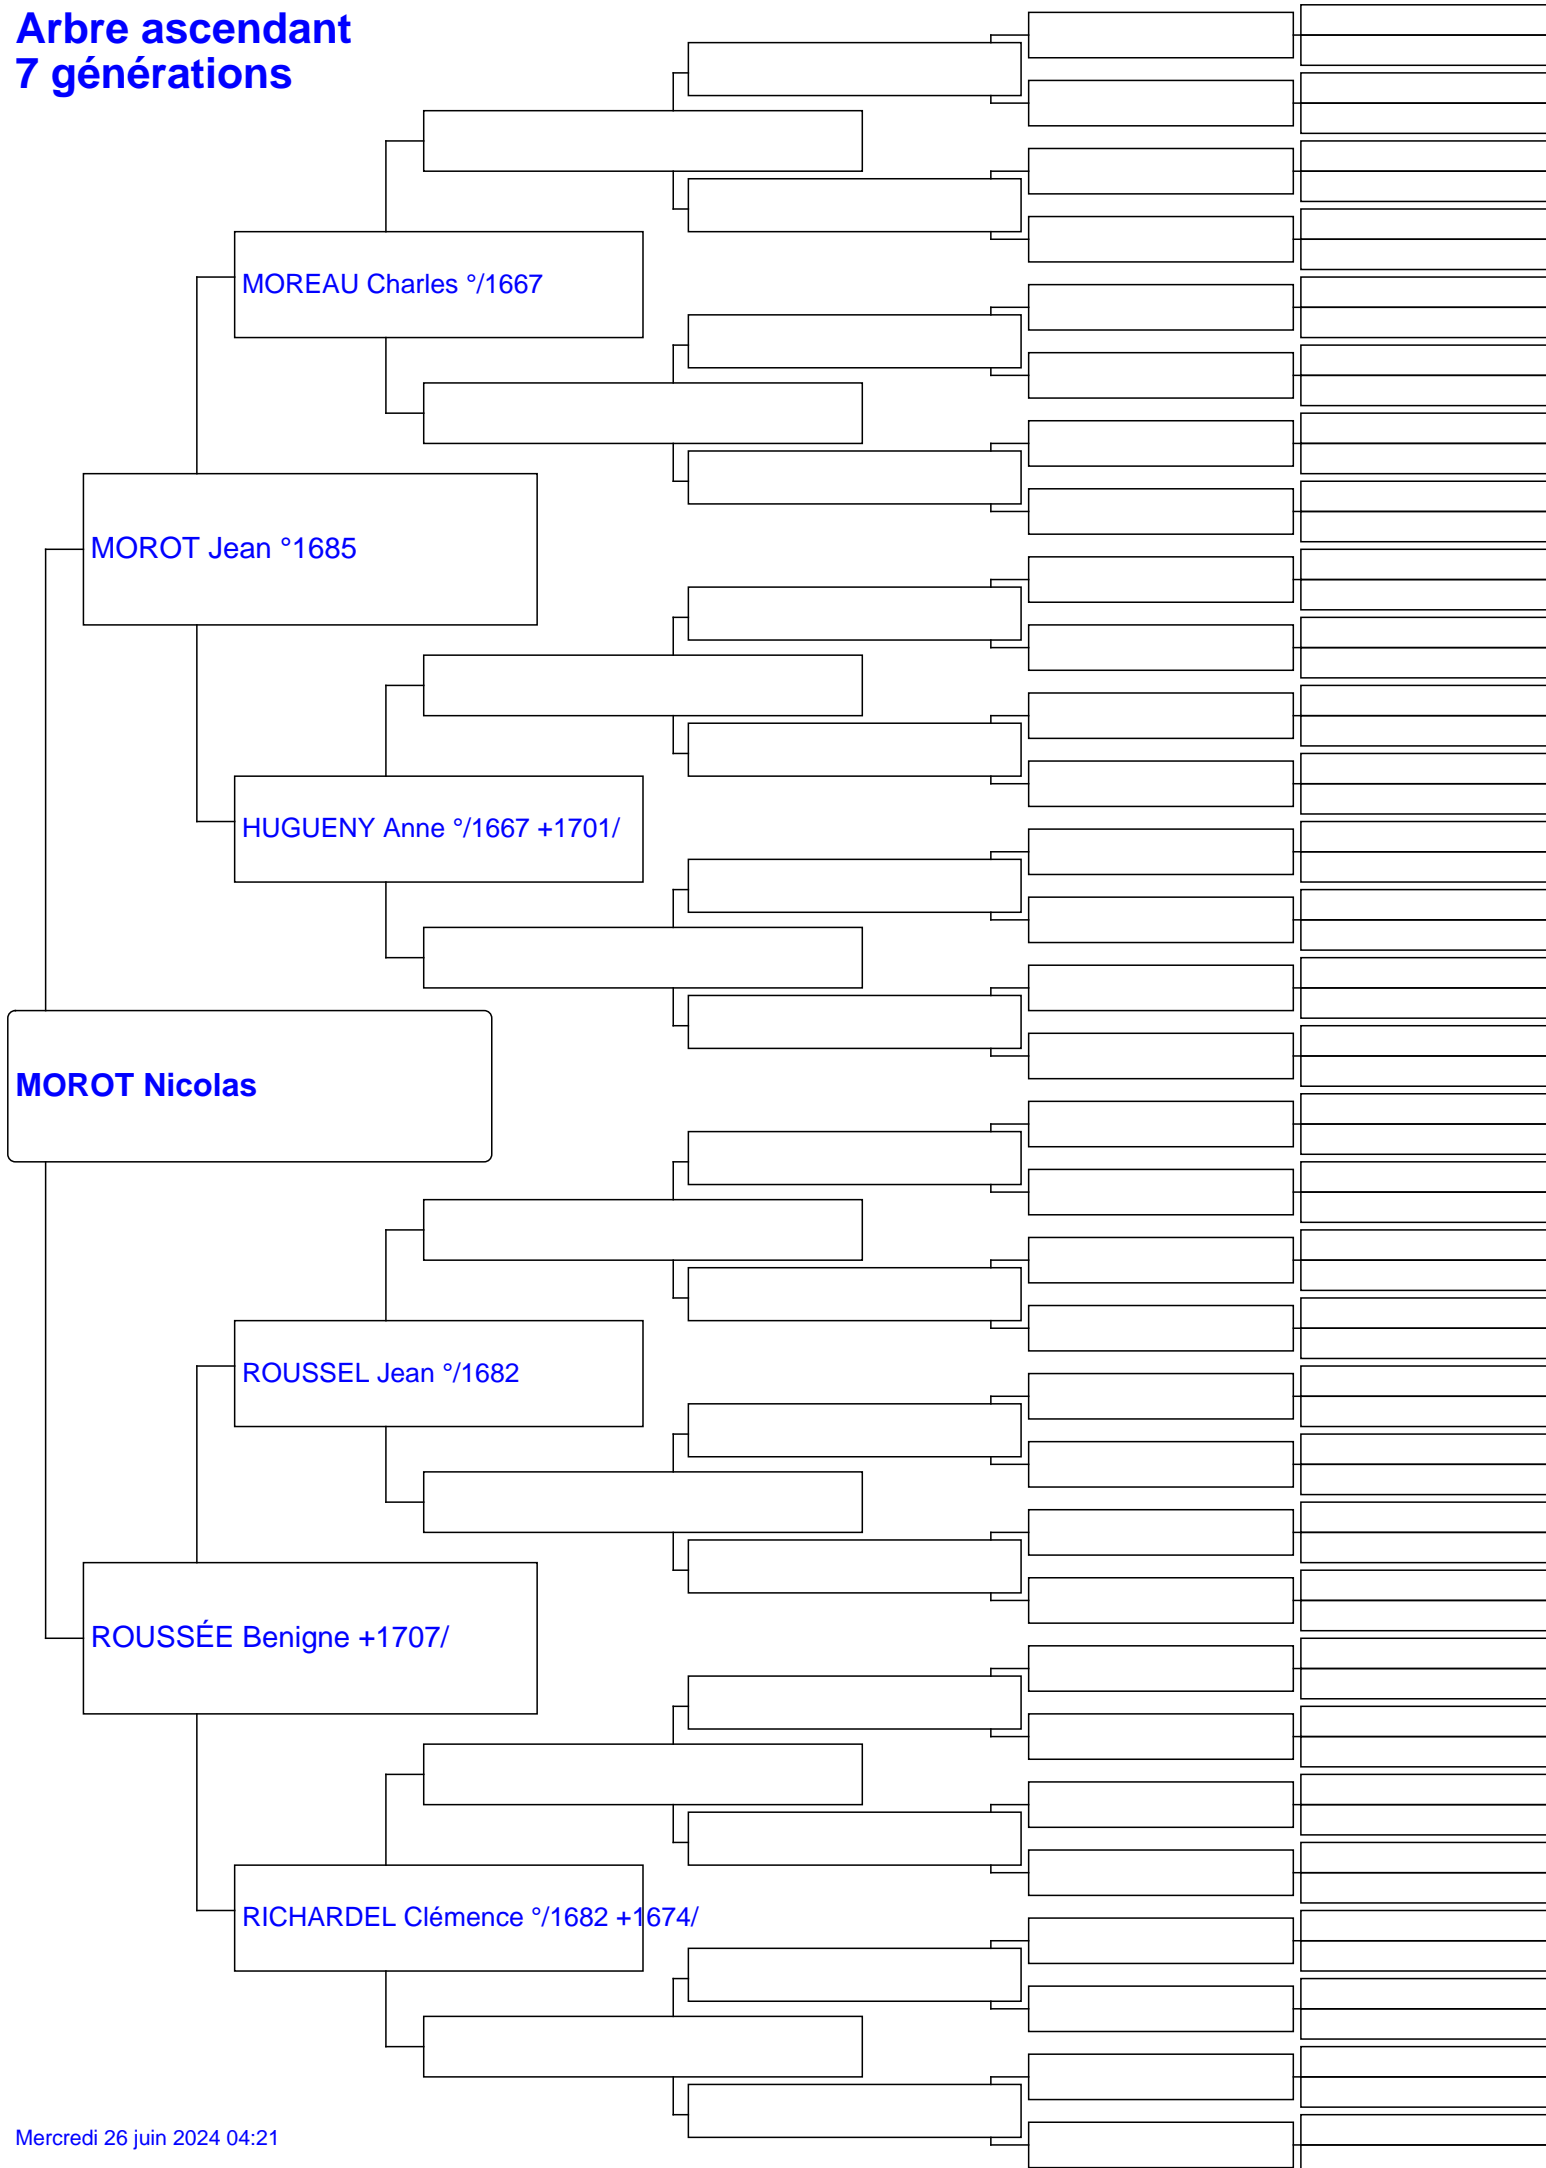 Arbre ascendant
7 générations
MOREAU Charles °/1667
MOROT Jean °1685
HUGUENY Anne °/1667 +1701/
MOROT Nicolas
ROUSSEL Jean °/1682
ROUSSÉE Benigne +1707/
RICHARDEL Clémence °/1682 +1674/
Mercredi 26 juin 2024 04:21